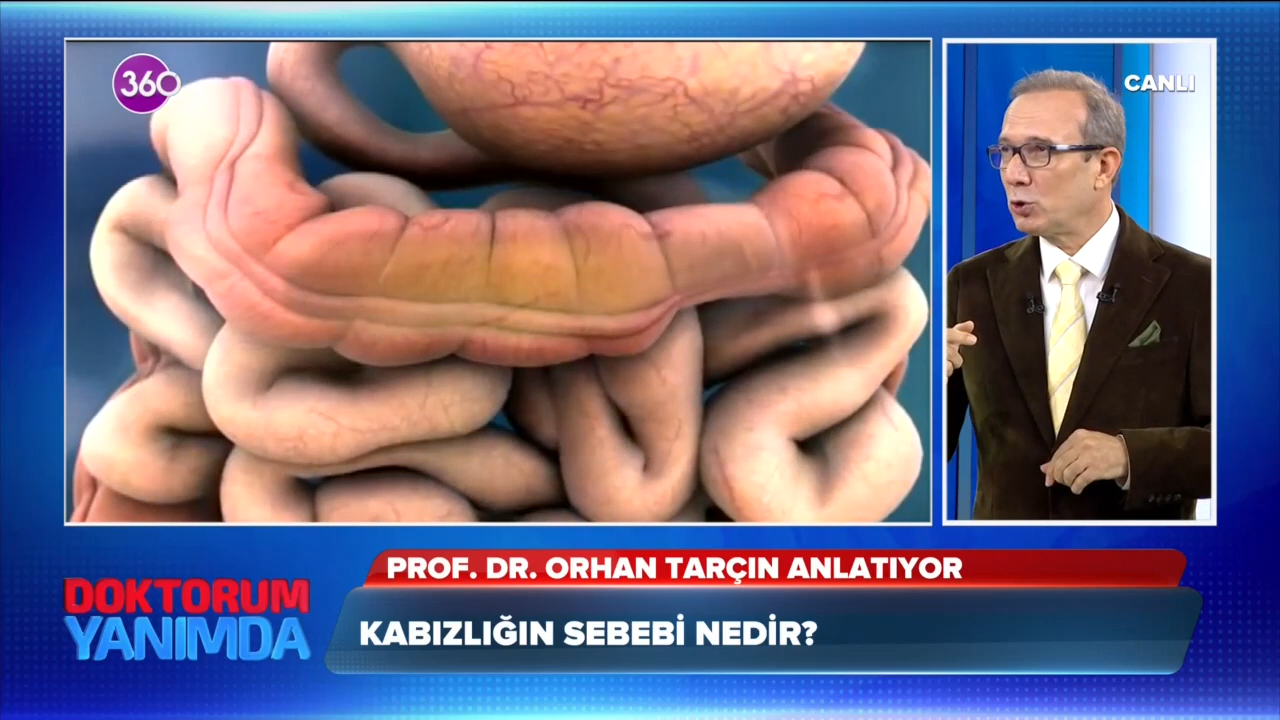 360
CANLI
PROF. DR. ORHAN TARÇIN ANLATIYOR
DOKTORUM
YANIMDA
KABIZLIĞIN SEBEBİ NEDİR?